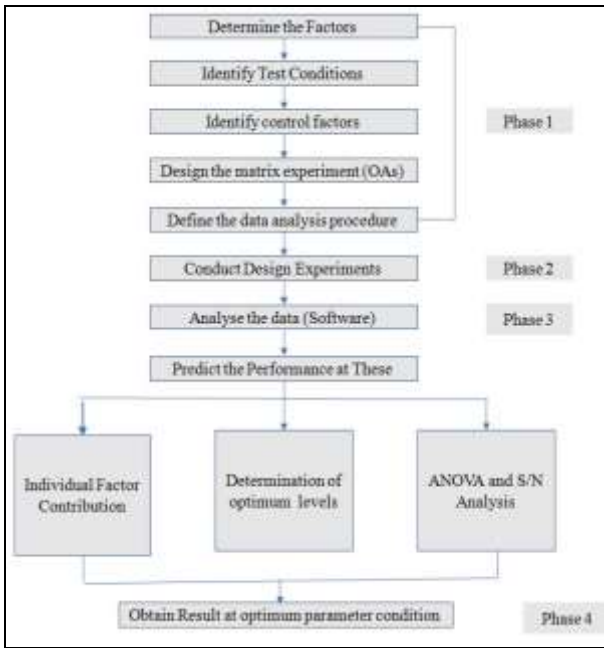 Determine the Factors
Identify Test Conditions
Identify control factors
Phase 1
Design the matrix experiment (OAs)
Define the data analysis procedure
Conduct Design Experiments
Phase 2
Analyse the data (Software)
Phase 3
Predict the Performance at These
Individual Factor
Contribution
Determination of
optimum levels
ANOVA and S/N
Analysis
Obtain Result at optimum parameter condition
Phase 4